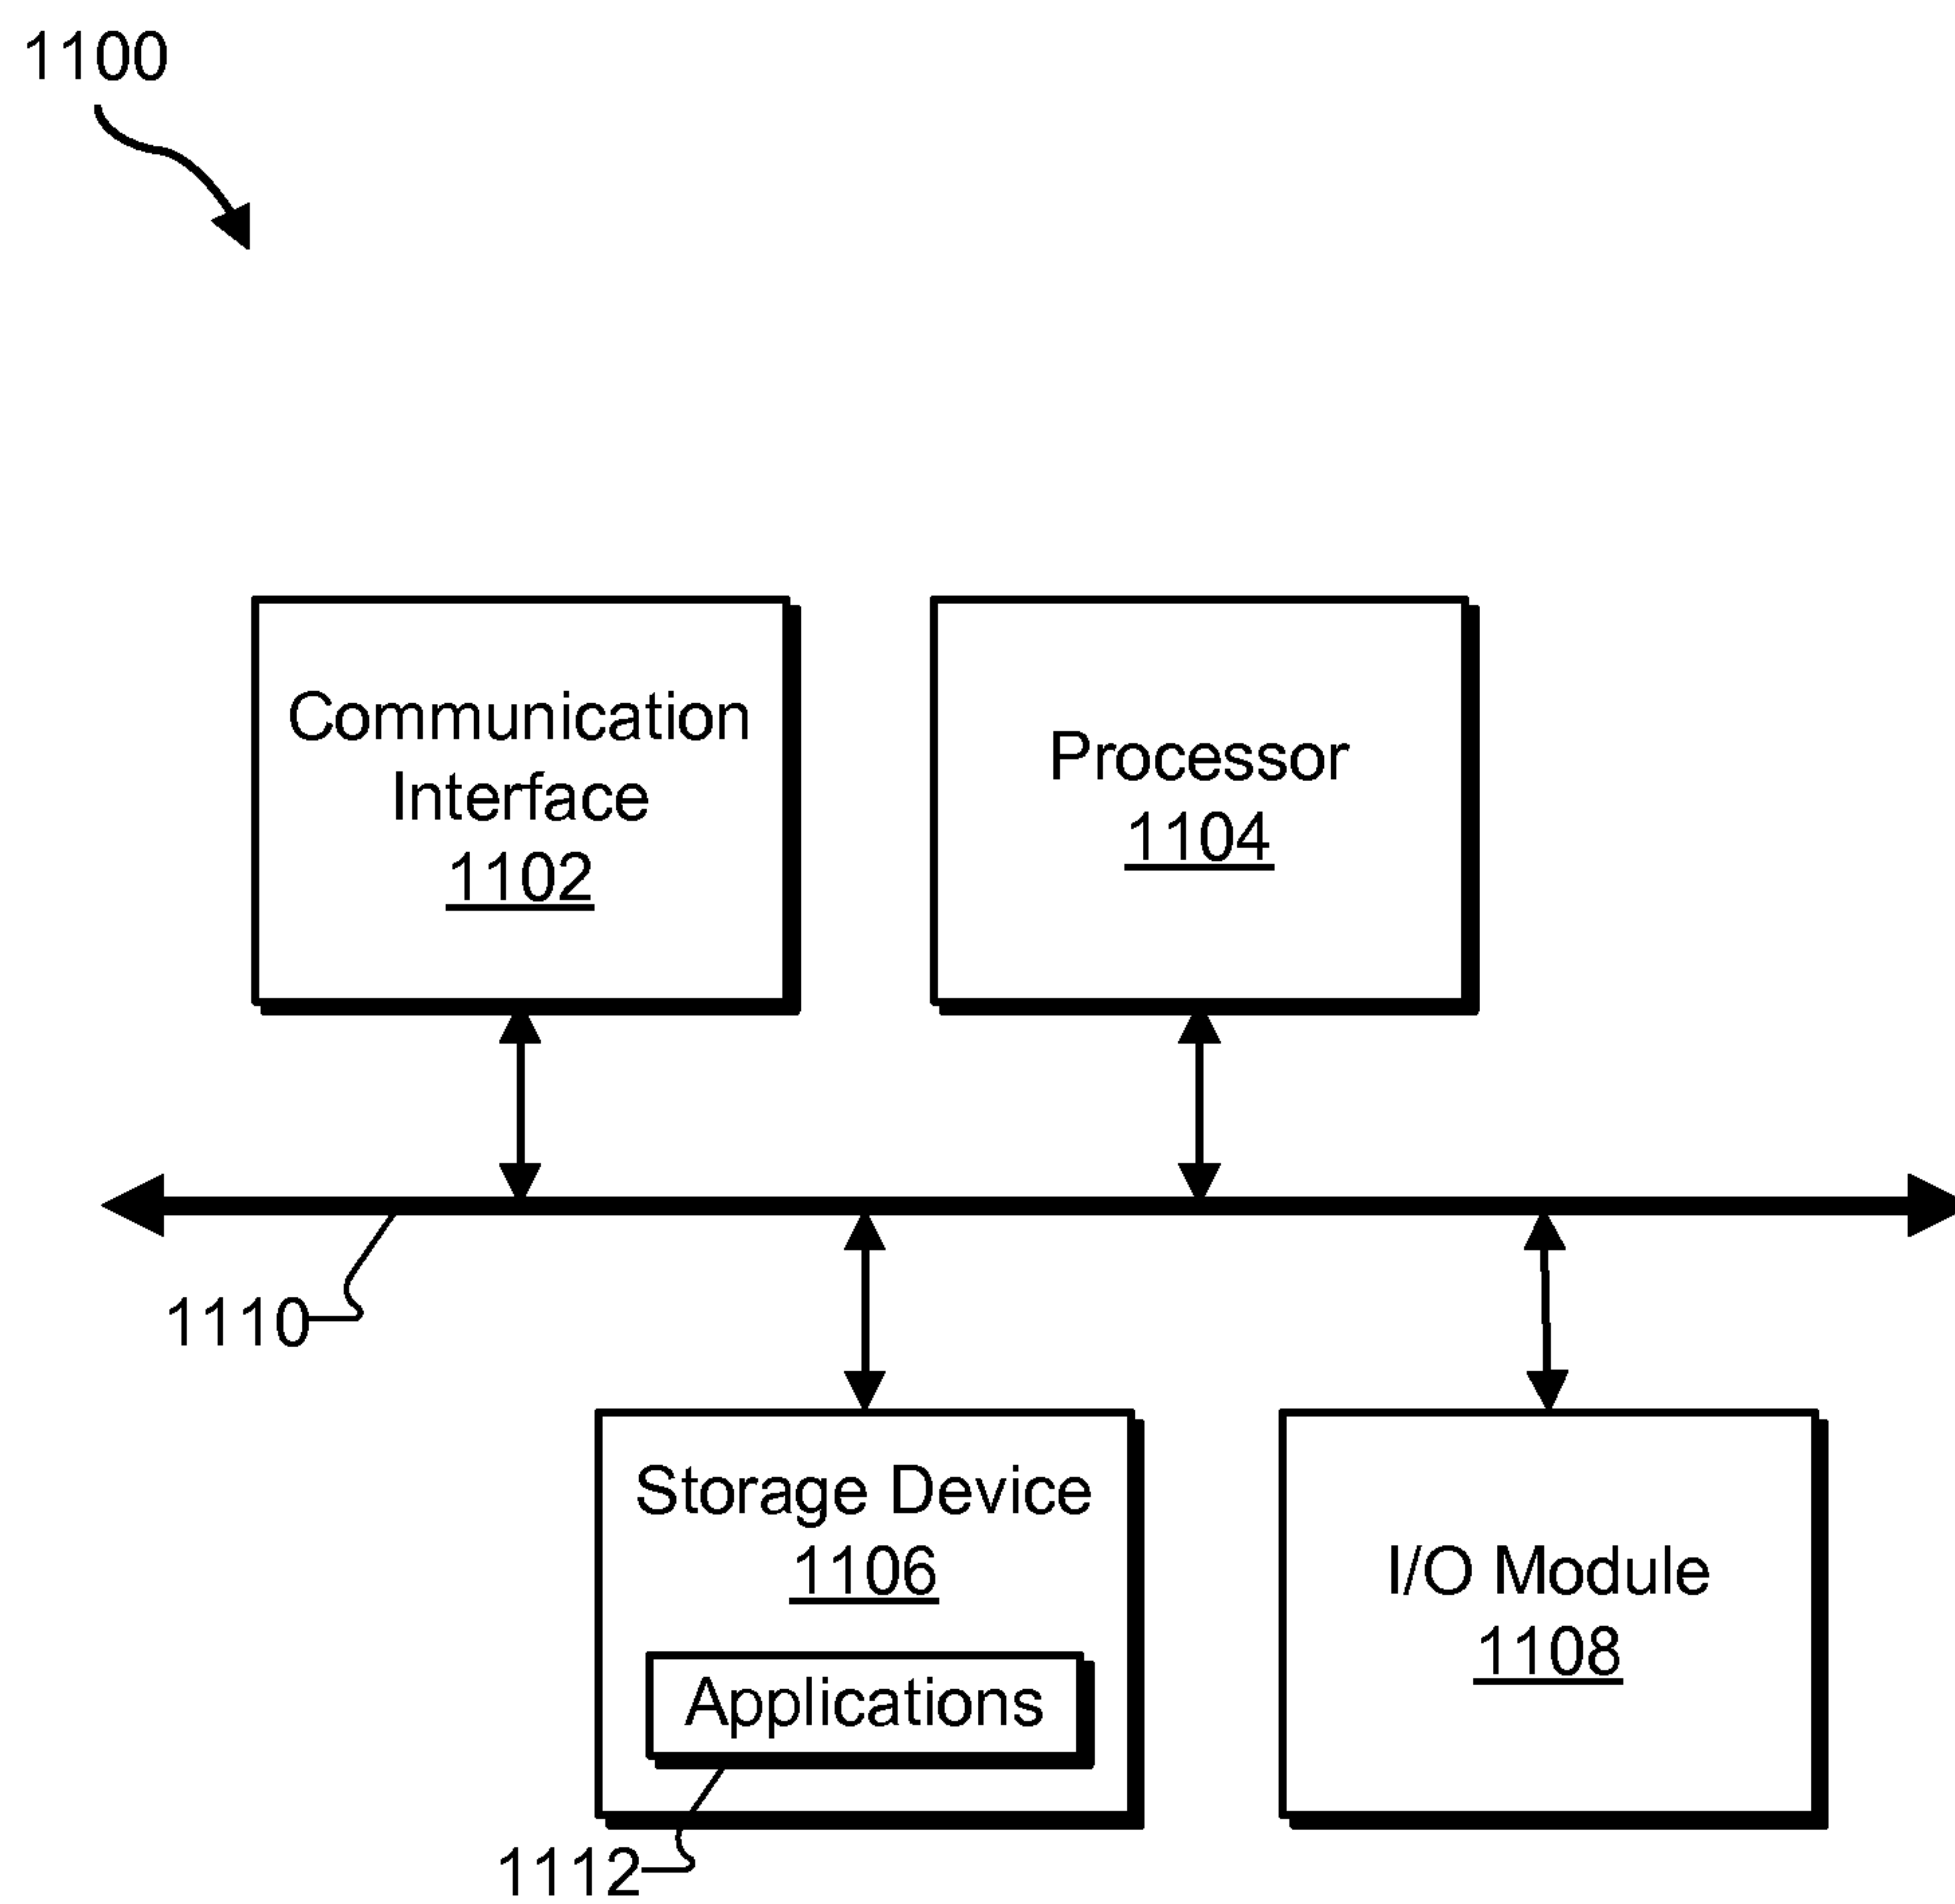 1100
Communication
Interface
1102
Processor
1104
1110
Storage Device
1106
Applications
1112
I/O Module
1108